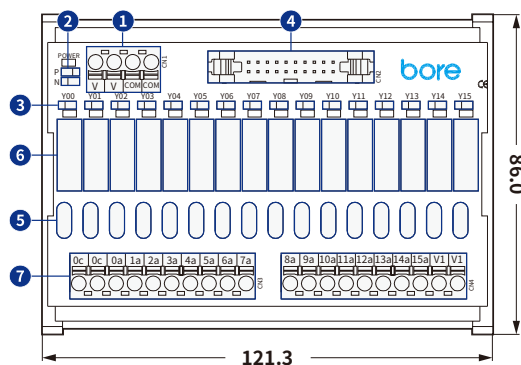 1
2
4
POWER
P
N
V V COM COM
CN1
CN2
bore
CE
3
Y00 Y01 Y02 Y03 Y04 Y05 Y06 Y07 Y08 Y09 Y10 Y11 Y12 Y13 Y14 Y15
6
86.0
5
7
0c 0c 0a 1a 2a 3a 4a 5a 6a 7a
CN3
8a 9a 10a 11a 12a 13a 14a 15a V1 V1
CN4
121.3